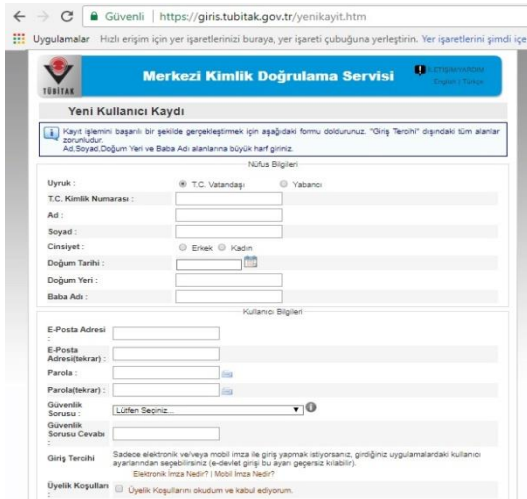 Güvenli | https://giris.tubitak.gov.tr/yenikayit.htm
Uygulamalar Hızlı erişim için yer işaretlerinizi buraya, yer işareti çubuğuna yerleştirin. Yer işaretlerini şimdi içe
TÜBİTAK
Merkezi Kimlik Doğrulama Servisi
İLETİŞİM/YARDIM
English | Türkçe
Yeni Kullanıcı Kaydı
Kayıt işlemini başarılı bir şekilde gerçekleştirmek için aşağıdaki formu doldurunuz. "Giriş Tercihi" dışındaki tüm alanlar
zorunludur.
Ad,Soyad,Doğum Yeri ve Baba Adı alanlarına büyük harf giriniz.
Nüfus Bilgileri
Uyruk : T.C. Vatandaşı Yabancı
T.C. Kimlik Numarası :
Ad :
Soyad :
Cinsiyet : Erkek Kadın
Doğum Tarihi :
Doğum Yeri :
Baba Adı :
Kullanıcı Bilgileri
E-Posta Adresi
:
E-Posta
Adresi(tekrar) :
Parola :
Parola(tekrar) :
Güvenlik
Sorusu : Lütfen Seçiniz...
Güvenlik
Sorusu Cevabı
:
Giriş Tercihi Sadece elektronik ve/veya mobil imza ile giriş yapmak istiyorsanız, girdiğiniz uygulamalardaki kullanıcı
ayarlarından seçebilirsiniz (e-devlet girişi bu ayarı geçersiz kılabilir).
Elektronik İmza Nedir? | Mobil İmza Nedir?
Üyelik Koşulları
: Üyelik Koşullarını okudum ve kabul ediyorum.